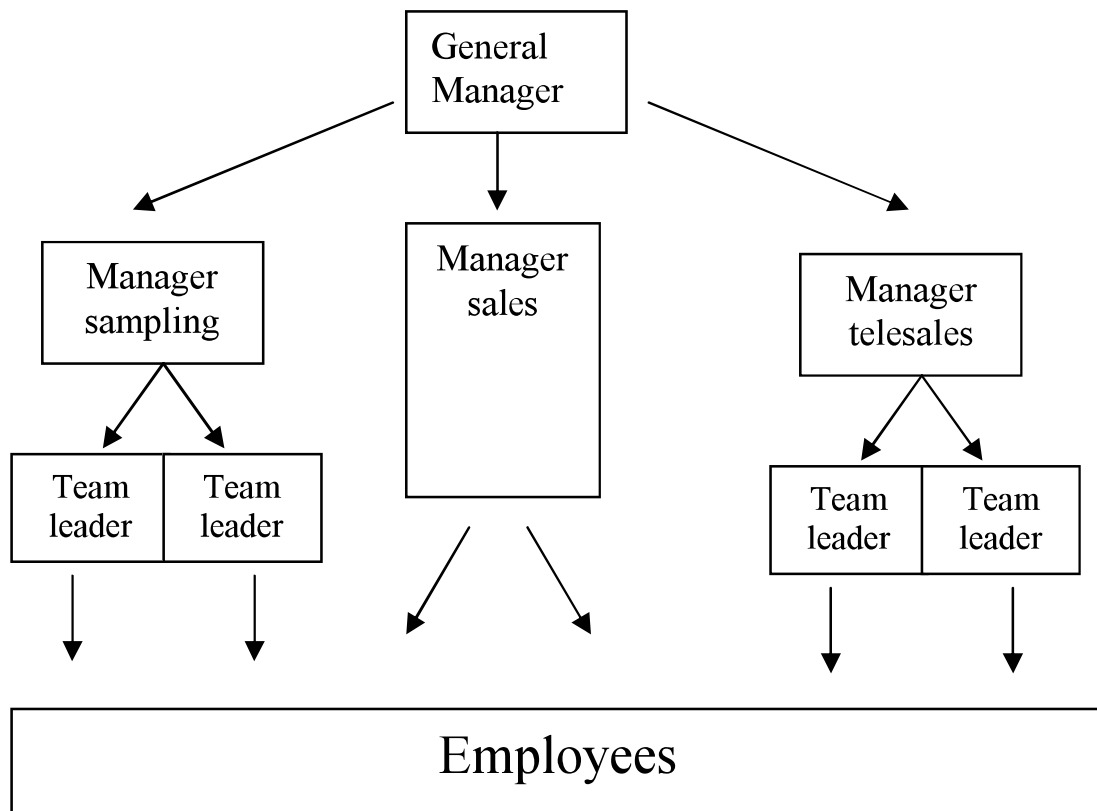 General
Manager
Manager
sampling
Manager
sales
Manager
telesales
Team
leader
Team
leader
Team
leader
Team
leader
Employees